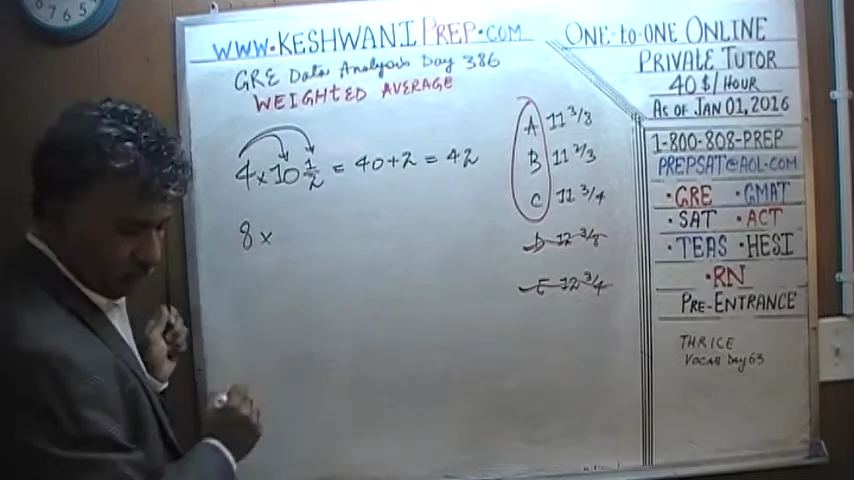 7 6 5
WWW.KESHWANIPREP.COM
GRE Data Analysis Day 386
WEIGHTED AVERAGE
4 × 10 1/2 = 40 + 2 = 42
8 ×
A 11 3/8
B 11 2/3
C 11 3/4
D 12 3/8
E 12 3/4
ONE-TO-ONE ONLINE
PRIVATE TUTOR
40 $/HOUR
AS OF JAN 01, 2016
1-800-808-PREP
PREPSAT@AOL.COM
• GRE • GMAT
• SAT • ACT
• TEAS • HESI
• RN
PRE-ENTRANCE
THRICE
VOCAB Day 63